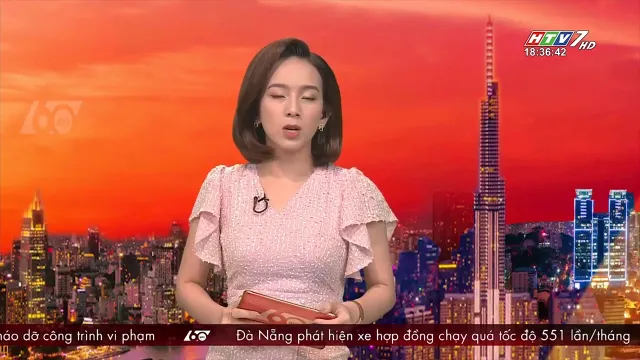 HTV7 HD
18:36:42
60
háo dỡ công trình vi phạm 60 Đà Nẵng phát hiện xe hợp đồng chạy quá tốc độ 551 lần/tháng